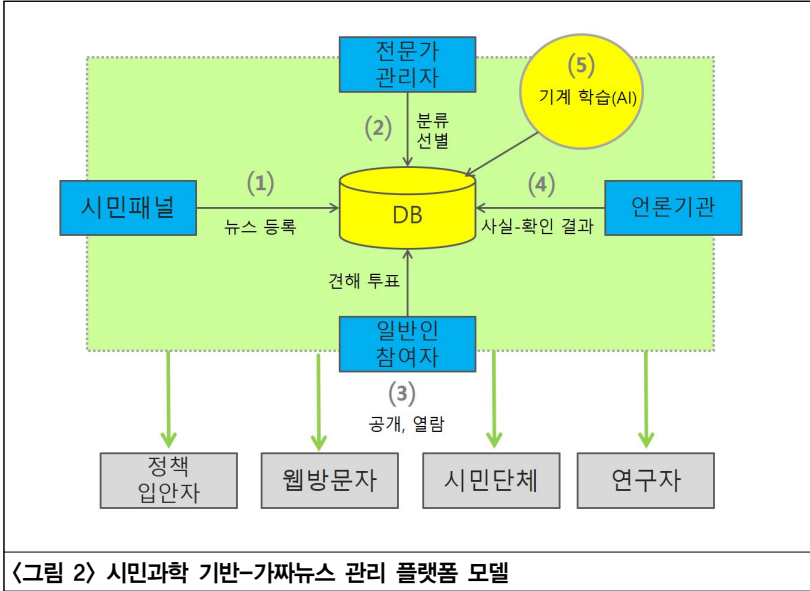 전문가
관리자
(5)
기계 학습(AI)
(2)
분류
선별
시민패널
(1)
뉴스 등록
DB
(4)
사실-확인 결과
언론기관
견해 투표
일반인
참여자
(3)
공개, 열람
정책
입안자
웹방문자
시민단체
연구자
〈그림 2〉 시민과학 기반-가짜뉴스 관리 플랫폼 모델